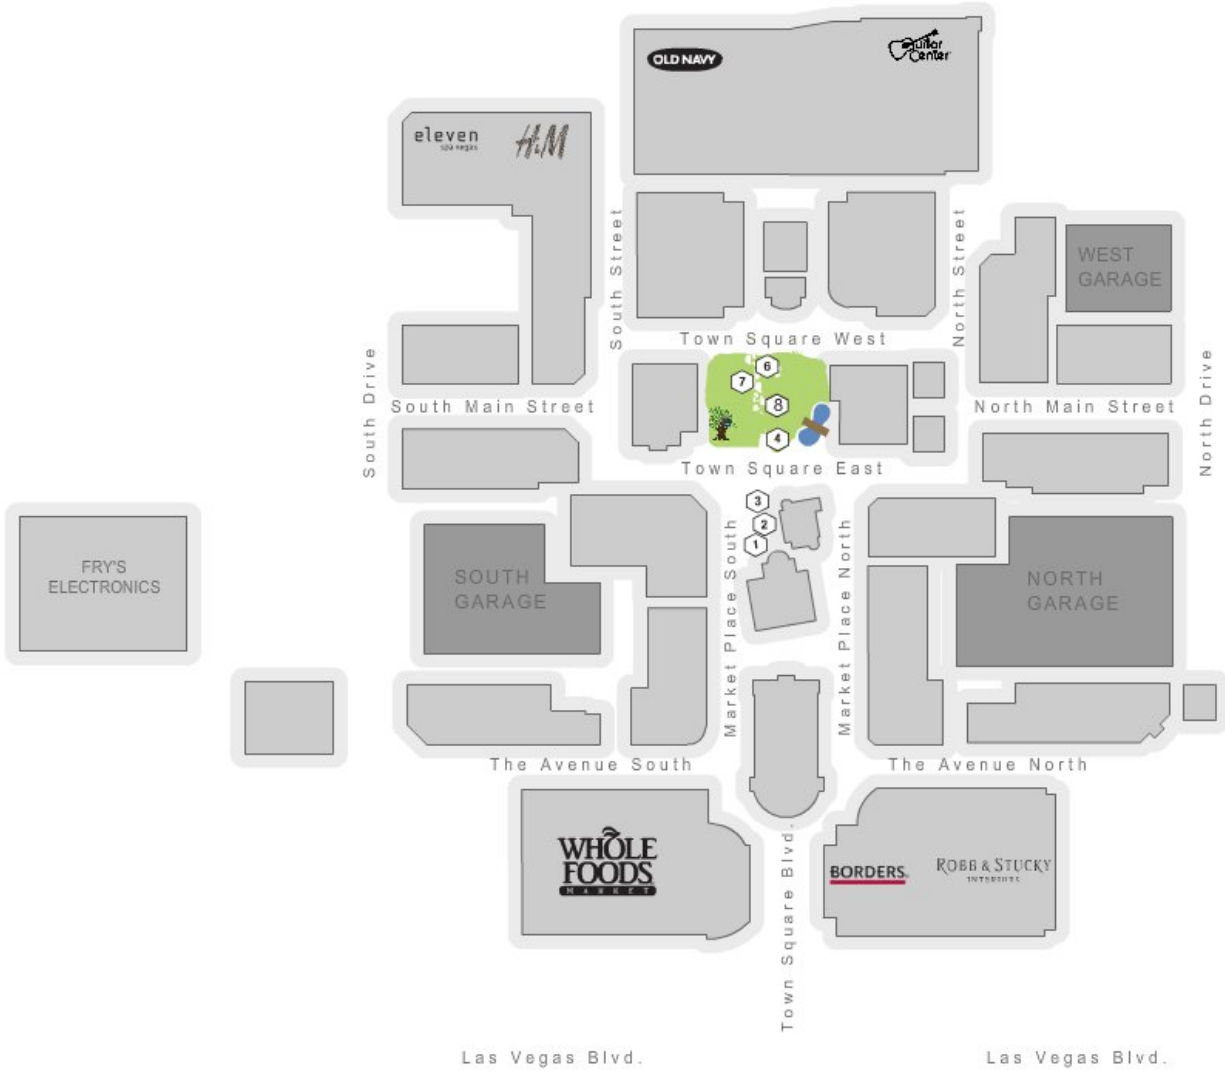 OLD NAVY
Guitar
Center
eleven
spa vegas
H&M
South Street
North Street
WEST
GARAGE
Town Square West
South Drive
6
7
8
4
South Main Street
North Main Street
North Drive
Town Square East
3
2
1
Market Place South
Market Place North
FRY'S
ELECTRONICS
SOUTH
GARAGE
NORTH
GARAGE
The Avenue South
The Avenue North
WHOLE
FOODS
MARKET
BORDERS.
ROBB & STUCKY
INTERIORS
Town Square Blvd.
Las Vegas Blvd.
Las Vegas Blvd.